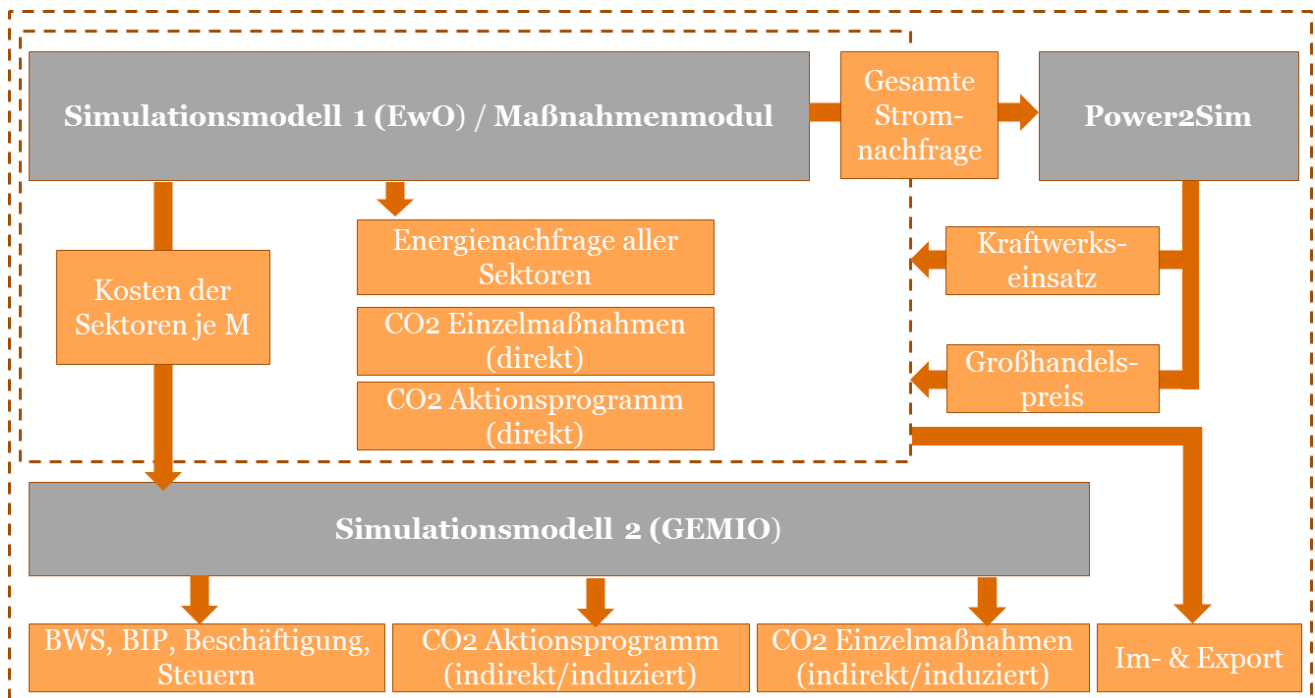 Simulationsmodell 1 (EwO) / Maßnahmenmodul
Gesamte
Strom-
nachfrage
Power2Sim
Energienachfrage aller
Sektoren
Kraftwerks-
einsatz
Kosten der
Sektoren je M
CO2 Einzelmaßnahmen
(direkt)
Großhandels-
preis
CO2 Aktionsprogramm
(direkt)
Simulationsmodell 2 (GEMIO)
BWS, BIP, Beschäftigung,
Steuern
CO2 Aktionsprogramm
(indirekt/induziert)
CO2 Einzelmaßnahmen
(indirekt/induziert)
Im- & Export